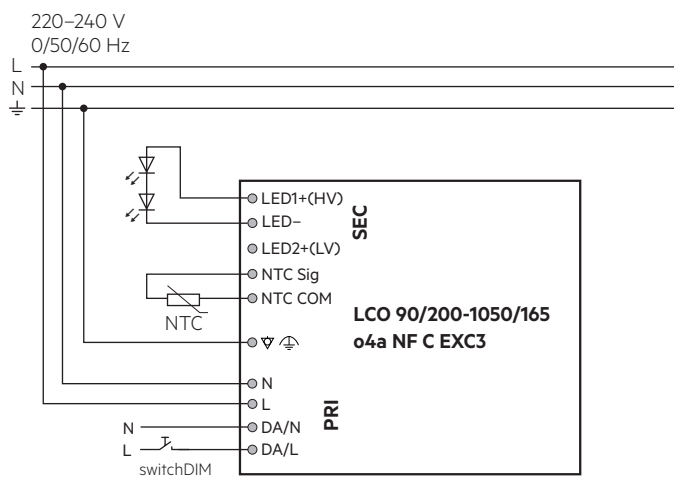 220–240 V
0/50/60 Hz
L
N
LED1+(HV)
LED–
LED2+(LV)
SEC
NTC Sig
NTC COM
NTC
LCO 90/200-1050/165
o4a NF C EXC3
N
L
PRI
N DA/N
L DA/L
switchDIM